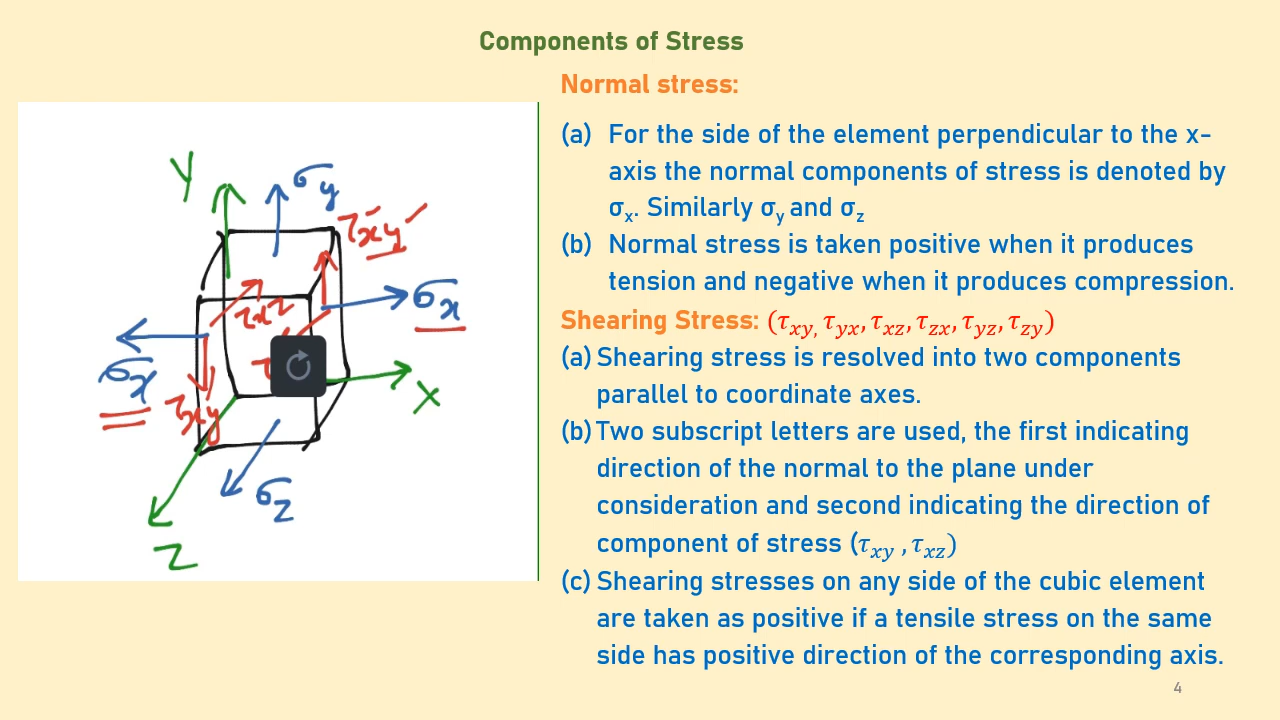 Components of Stress
Normal stress:
(a) For the side of the element perpendicular to the x-
axis the normal components of stress is denoted by
σx. Similarly σy and σz
(b) Normal stress is taken positive when it produces
tension and negative when it produces compression.
Shearing Stress: (τxy, τyx, τxz, τzx, τyz, τzy)
(a) Shearing stress is resolved into two components
parallel to coordinate axes.
(b) Two subscript letters are used, the first indicating
direction of the normal to the plane under
consideration and second indicating the direction of
component of stress (τxy , τxz)
(c) Shearing stresses on any side of the cubic element
are taken as positive if a tensile stress on the same
side has positive direction of the corresponding axis.
4
Y
σy
τxy
σx
τxz
σx
X
τxy
σz
Z